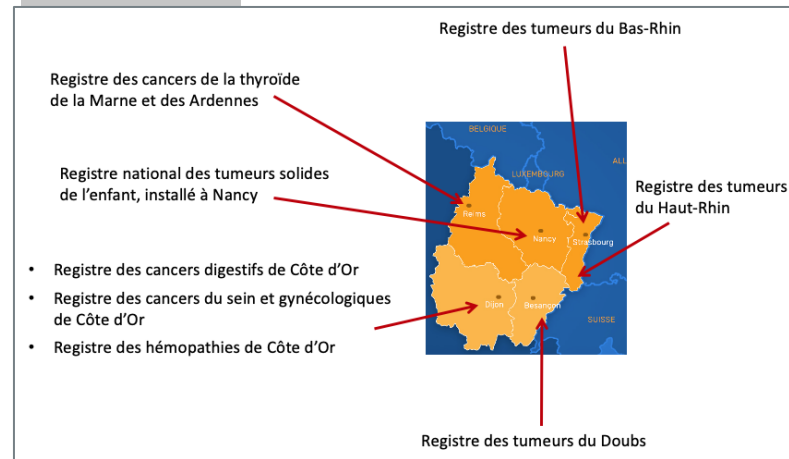 Registre des tumeurs du Bas-Rhin
Registre des cancers de la thyroïde
de la Marne et des Ardennes
BELGIQUE
ALL
LUXEMBOURG
Registre national des tumeurs solides
de l’enfant, installé à Nancy
Registre des tumeurs
du Haut-Rhin
Reims
Nancy
Strasbourg
• Registre des cancers digestifs de Côte d’Or
• Registre des cancers du sein et gynécologiques
de Côte d’Or
• Registre des hémopathies de Côte d’Or
Dijon
Besançon
SUISSE
Registre des tumeurs du Doubs